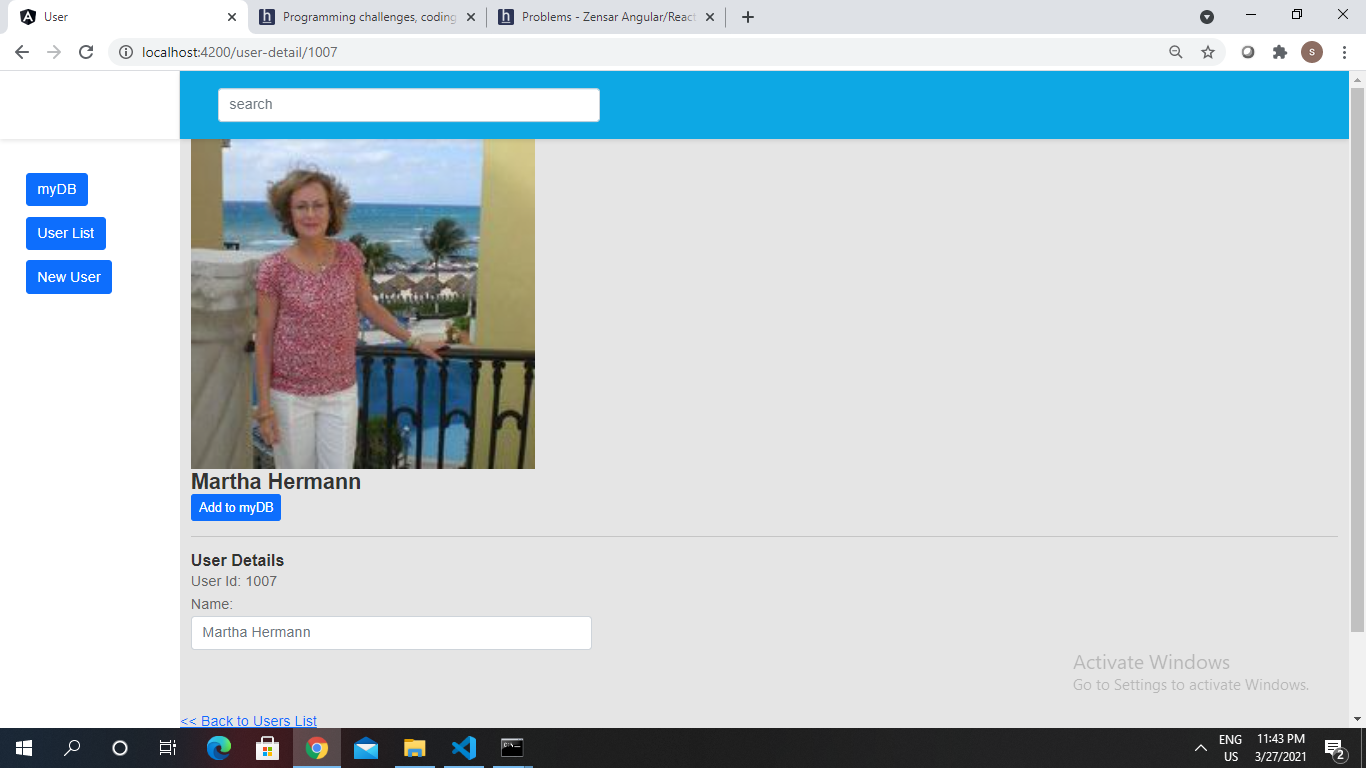 User
Programming challenges, coding
Problems - Zensar Angular/React
localhost:4200/user-detail/1007
s
search
myDB
User List
New User
Martha Hermann
Add to myDB
User Details
User Id: 1007
Name:
Martha Hermann
Activate Windows
Go to Settings to activate Windows.
<< Back to Users List
ENG
US
11:43 PM
3/27/2021
2